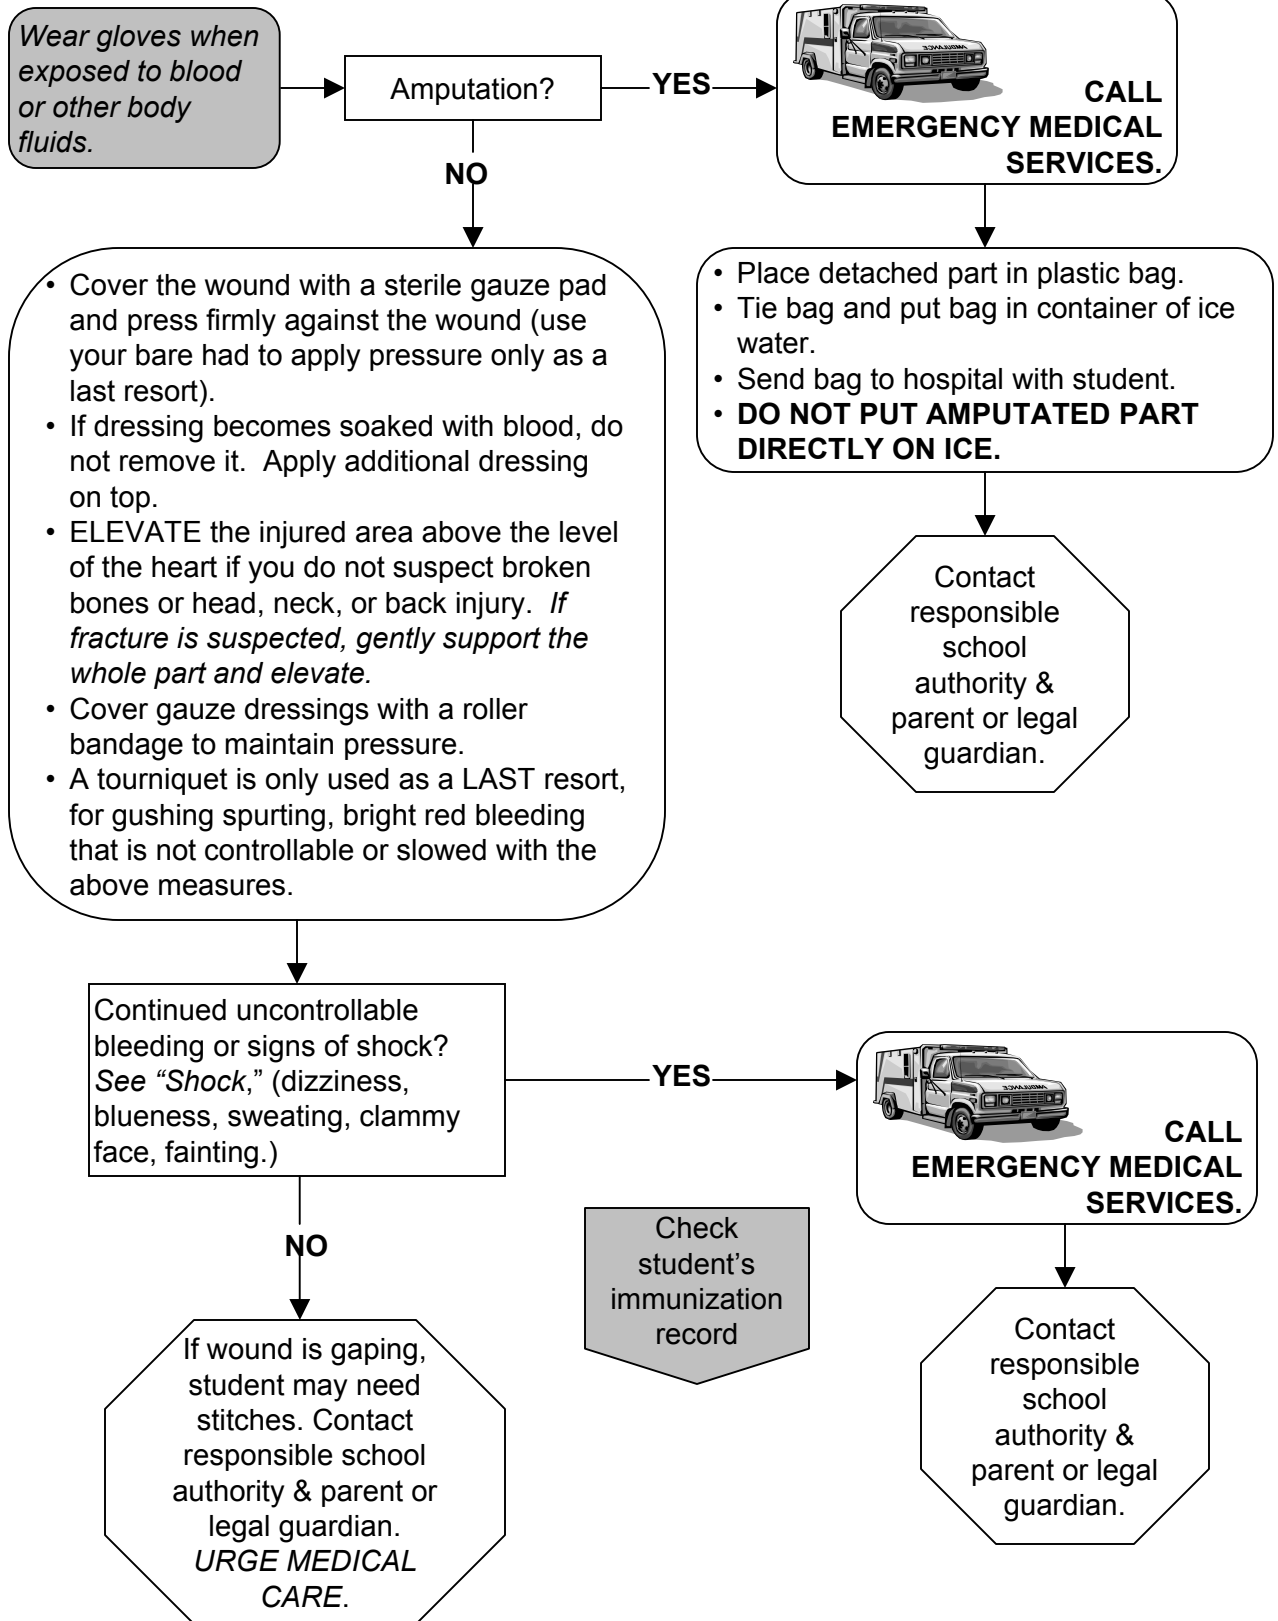 Wear gloves when
exposed to blood
or other body
fluids.
Amputation?
YES
CALL
EMERGENCY MEDICAL
SERVICES.
NO
• Cover the wound with a sterile gauze pad
and press firmly against the wound (use
your bare had to apply pressure only as a
last resort).
• If dressing becomes soaked with blood, do
not remove it.  Apply additional dressing
on top.
• ELEVATE the injured area above the level
of the heart if you do not suspect broken
bones or head, neck, or back injury.  If
fracture is suspected, gently support the
whole part and elevate.
• Cover gauze dressings with a roller
bandage to maintain pressure.
• A tourniquet is only used as a LAST resort,
for gushing spurting, bright red bleeding
that is not controllable or slowed with the
above measures.
• Place detached part in plastic bag.
• Tie bag and put bag in container of ice
water.
• Send bag to hospital with student.
• DO NOT PUT AMPUTATED PART
DIRECTLY ON ICE.
Contact
responsible
school
authority &
parent or legal
guardian.
Continued uncontrollable
bleeding or signs of shock?
See “Shock,” (dizziness,
blueness, sweating, clammy
face, fainting.)
YES
AMBULANCE
CALL
EMERGENCY MEDICAL
SERVICES.
NO
Check
student’s
immunization
record
Contact
responsible
school
authority &
parent or legal
guardian.
If wound is gaping,
student may need
stitches. Contact
responsible school
authority & parent or
legal guardian.
URGE MEDICAL
CARE.